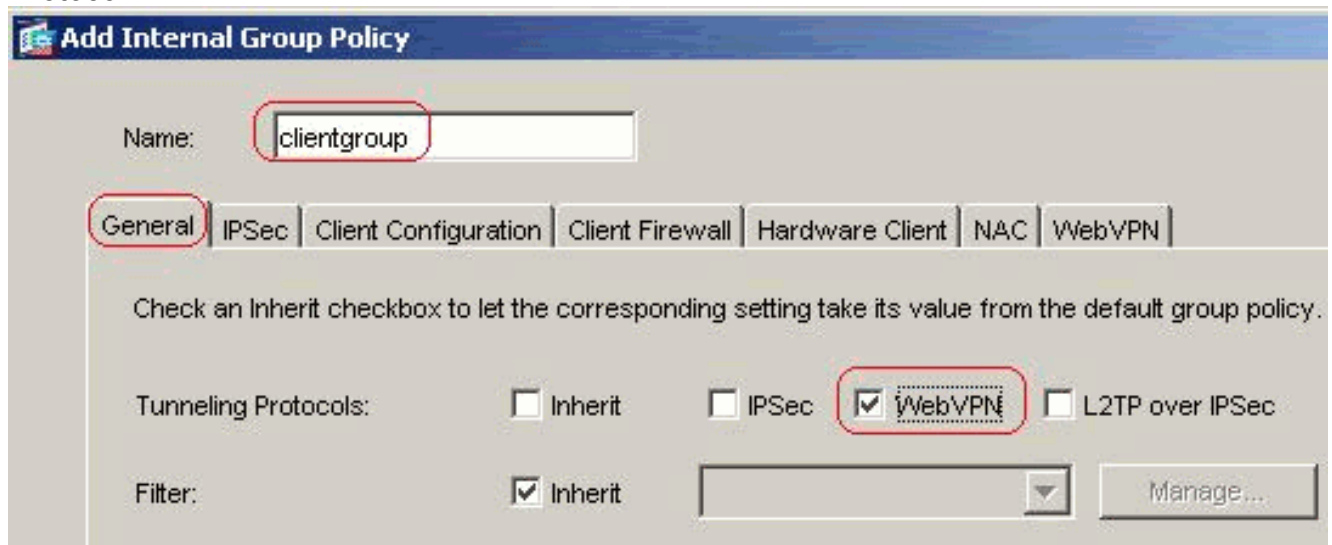 Add Internal Group Policy
Name: clientgroup
General IPSec Client Configuration Client Firewall Hardware Client NAC WebVPN
Check an Inherit checkbox to let the corresponding setting take its value from the default group policy.
Tunneling Protocols: Inherit IPSec WebVPN L2TP over IPSec
Filter: Inherit Manage...